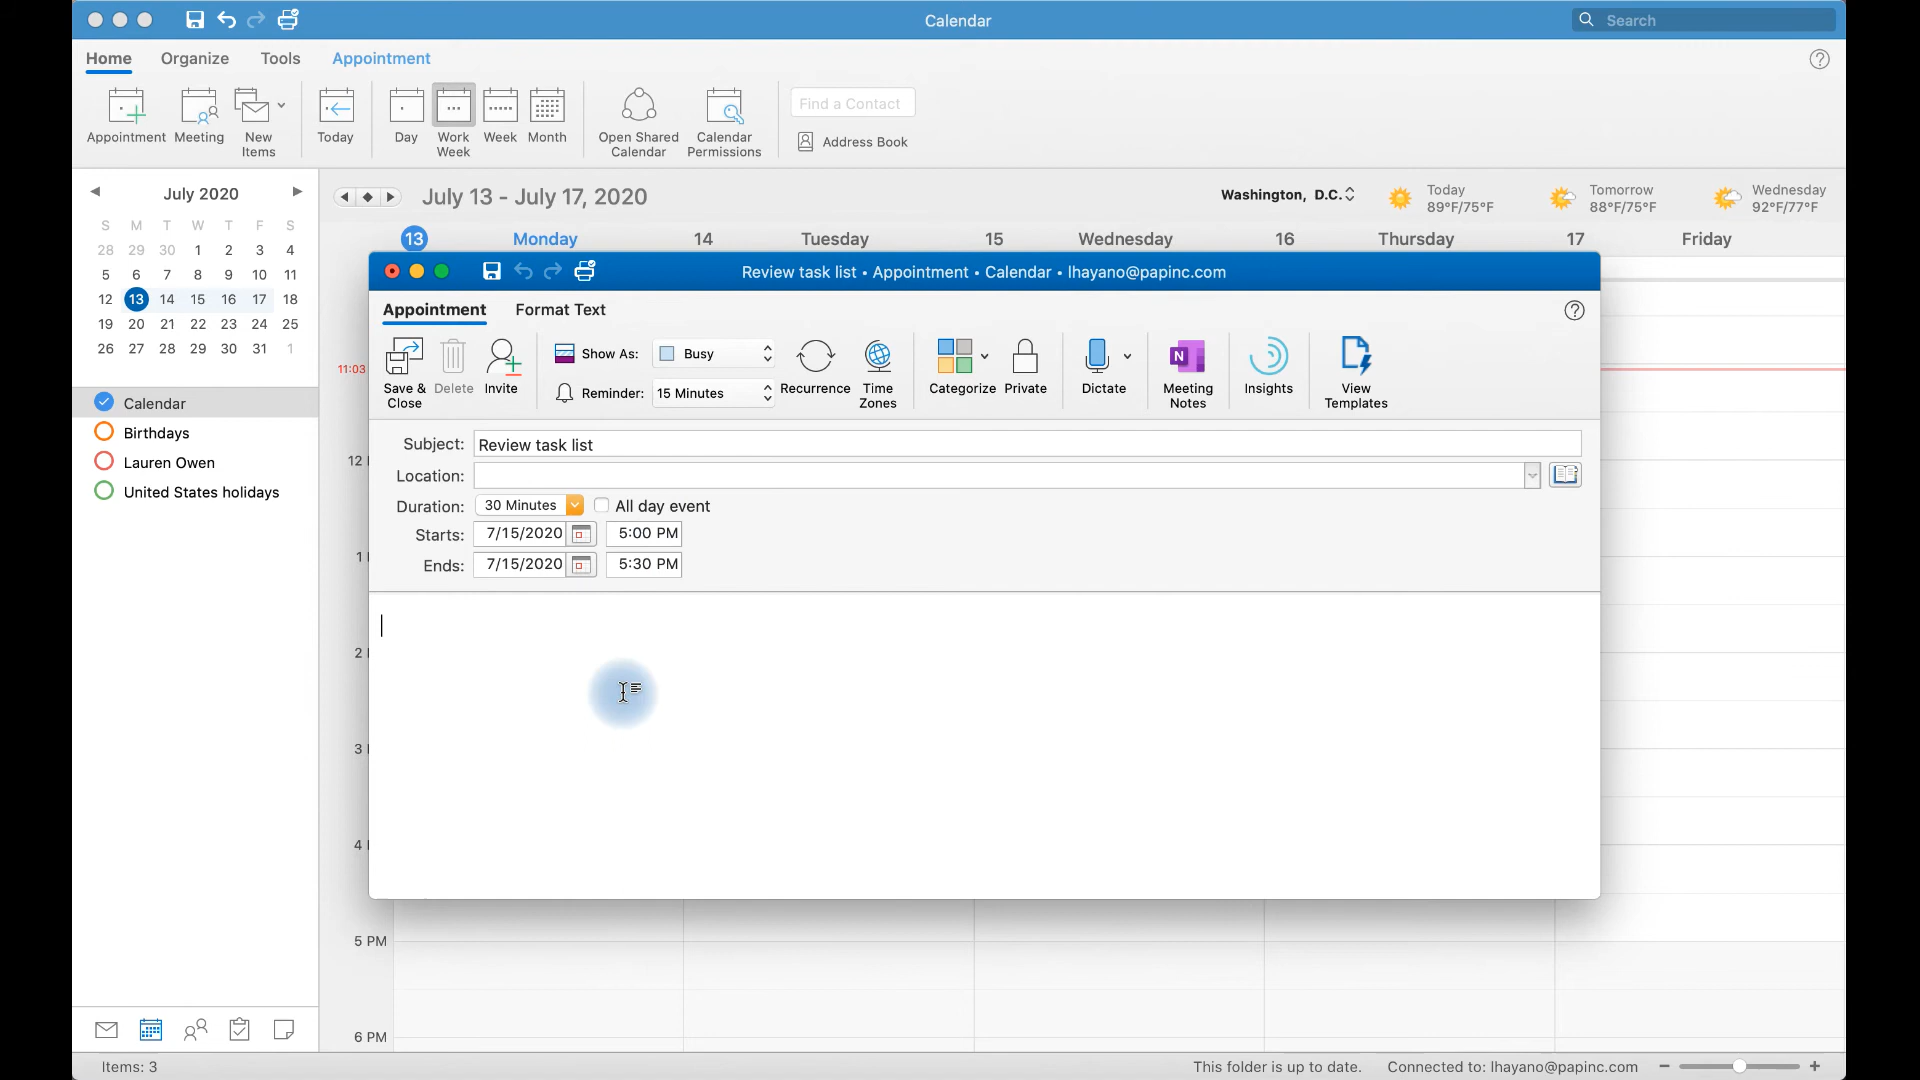 Calendar
Search
Home Organize Tools Appointment
Appointment Meeting New Items Today Day Work Week Week Month Open Shared Calendar Calendar Permissions
Find a Contact
Address Book
July 2020
S M T W T F S
28 29 30 1 2 3 4
5 6 7 8 9 10 11
12 13 14 15 16 17 18
19 20 21 22 23 24 25
26 27 28 29 30 31 1
Calendar
Birthdays
Lauren Owen
United States holidays
Items: 3
July 13 - July 17, 2020
Washington, D.C.
Today
89°F/75°F
Tomorrow
88°F/75°F
Wednesday
92°F/77°F
13 Monday 14 Tuesday 15 Wednesday 16 Thursday 17 Friday
11:03
12
1
2
3
4
5 PM
6 PM
Review task list • Appointment • Calendar • lhayano@papinc.com
Appointment Format Text
Save & Close Delete Invite
Show As: Busy
Reminder: 15 Minutes
Recurrence Time Zones Categorize Private Dictate Meeting Notes Insights View Templates
Subject: Review task list
Location:
Duration: 30 Minutes All day event
Starts: 7/15/2020 5:00 PM
Ends: 7/15/2020 5:30 PM
This folder is up to date. Connected to: lhayano@papinc.com